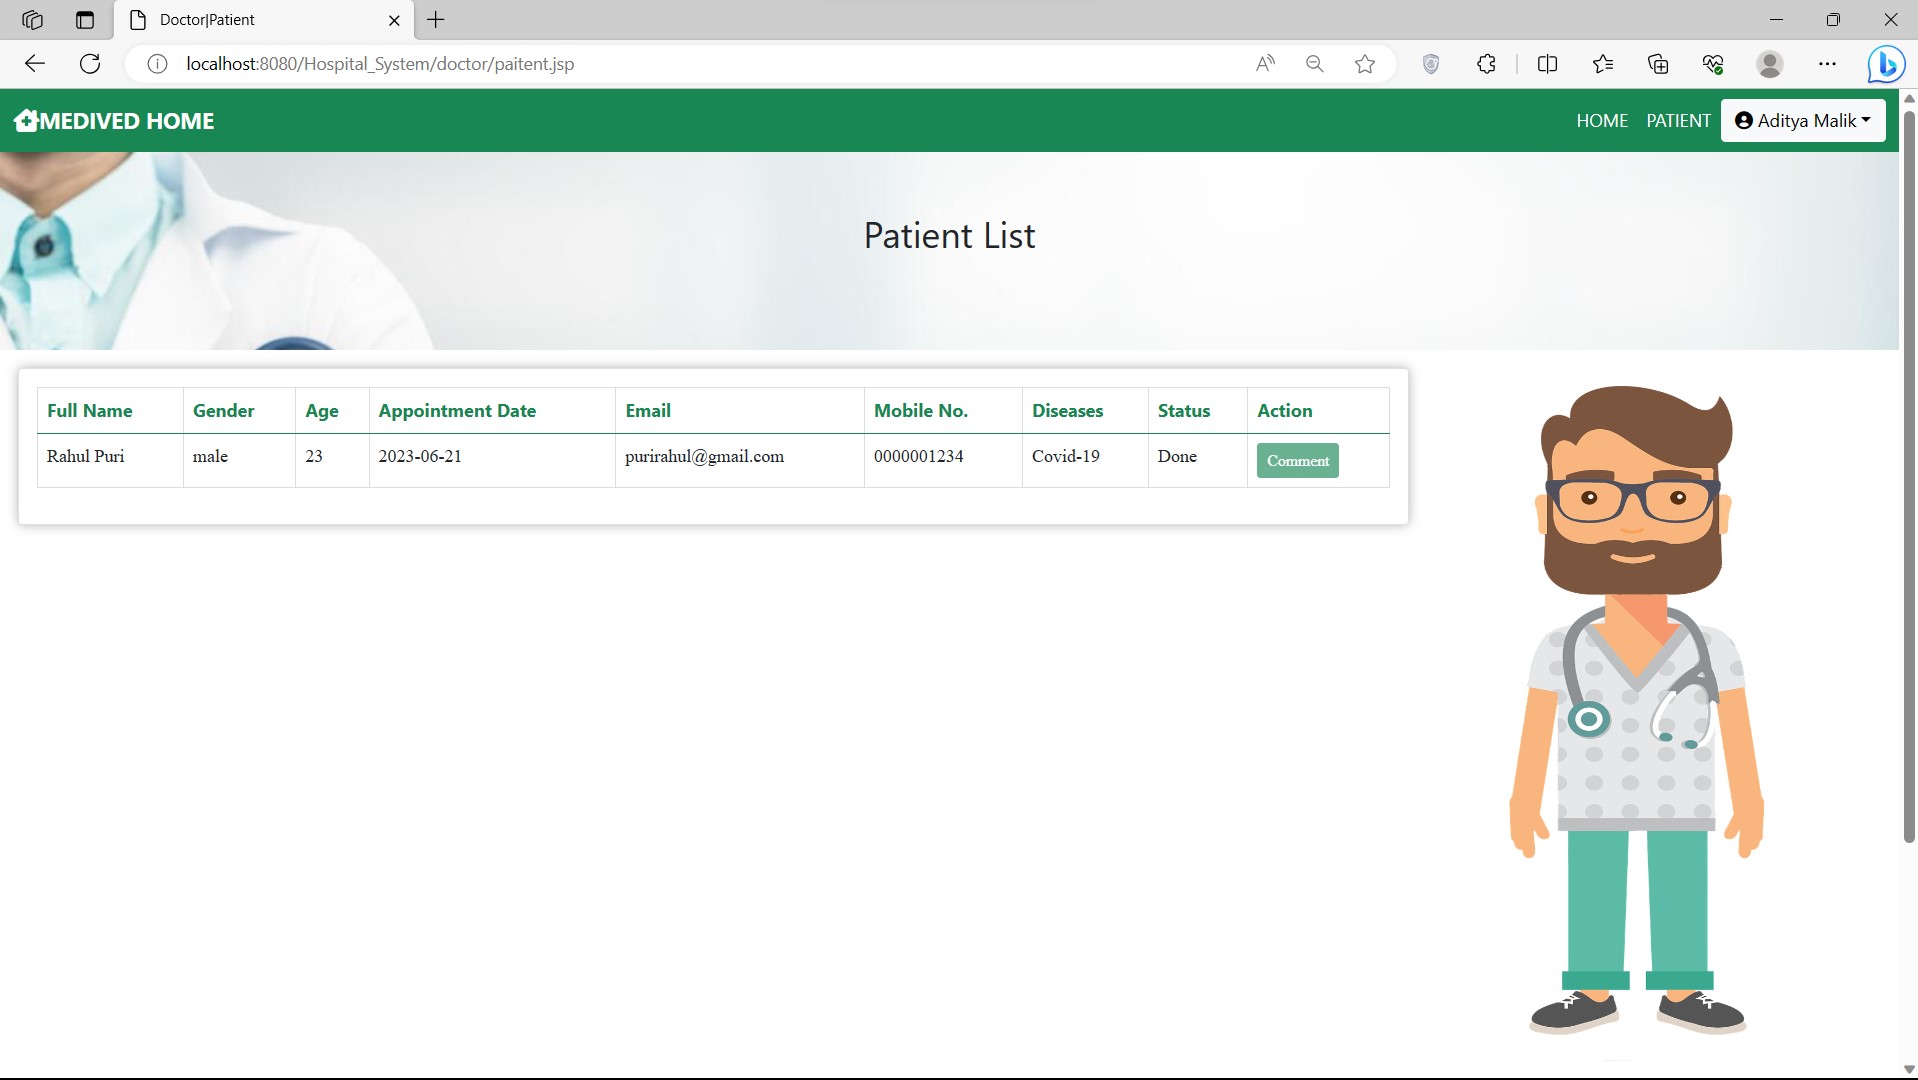 Doctor|Patient
localhost:8080/Hospital_System/doctor/paitent.jsp
MEDIVED HOME HOME PATIENT Aditya Malik
Patient List
Full Name Gender Age Appointment Date Email Mobile No. Diseases Status Action
Rahul Puri male 23 2023-06-21 purirahul@gmail.com 0000001234 Covid-19 Done Comment